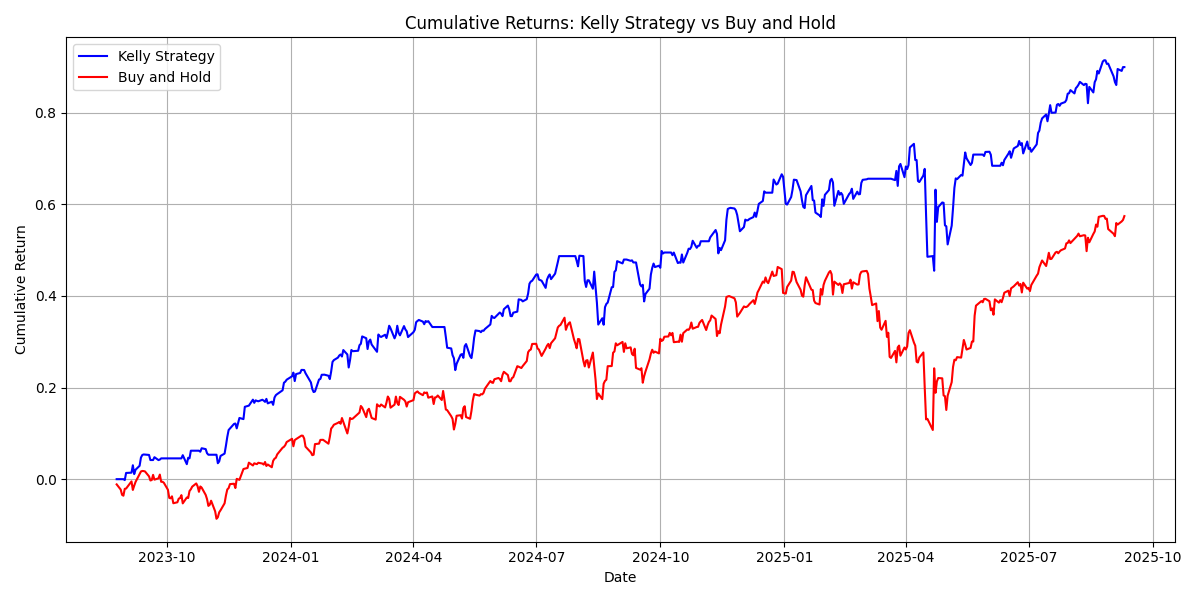 Cumulative Returns: Kelly Strategy vs Buy and Hold
Kelly Strategy
Buy and Hold
Cumulative Return
0.8
0.6
0.4
0.2
0.0
2023-10 2024-01 2024-04 2024-07 2024-10 2025-01 2025-04 2025-07 2025-10
Date